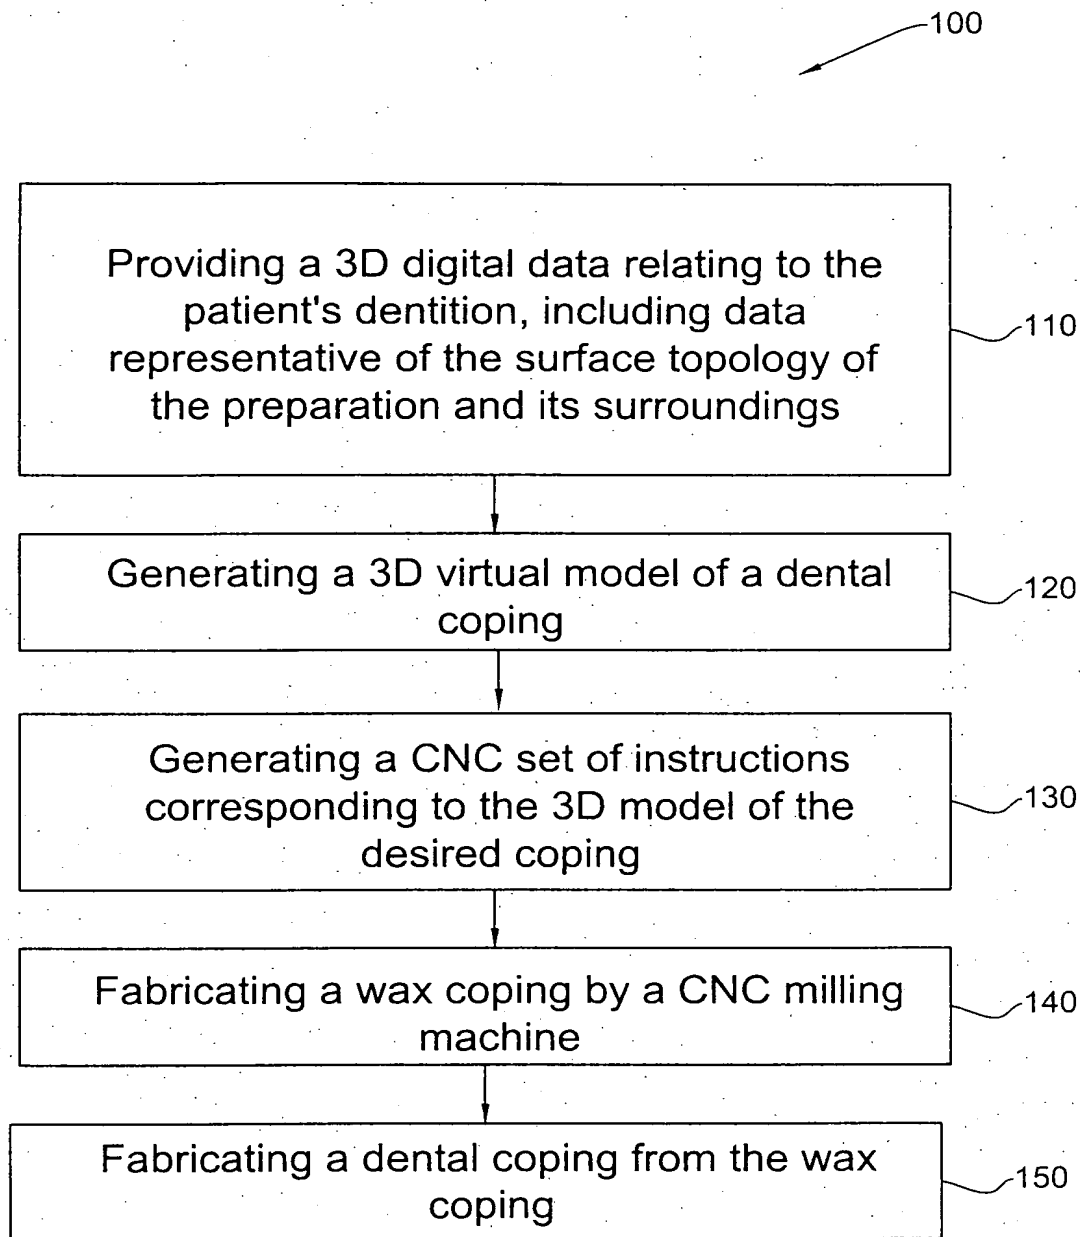 100
Providing a 3D digital data relating to the
patient's dentition, including data
representative of the surface topology of
the preparation and its surroundings
110
Generating a 3D virtual model of a dental
coping
120
Generating a CNC set of instructions
corresponding to the 3D model of the
desired coping
130
Fabricating a wax coping by a CNC milling
machine
140
Fabricating a dental coping from the wax
coping
150